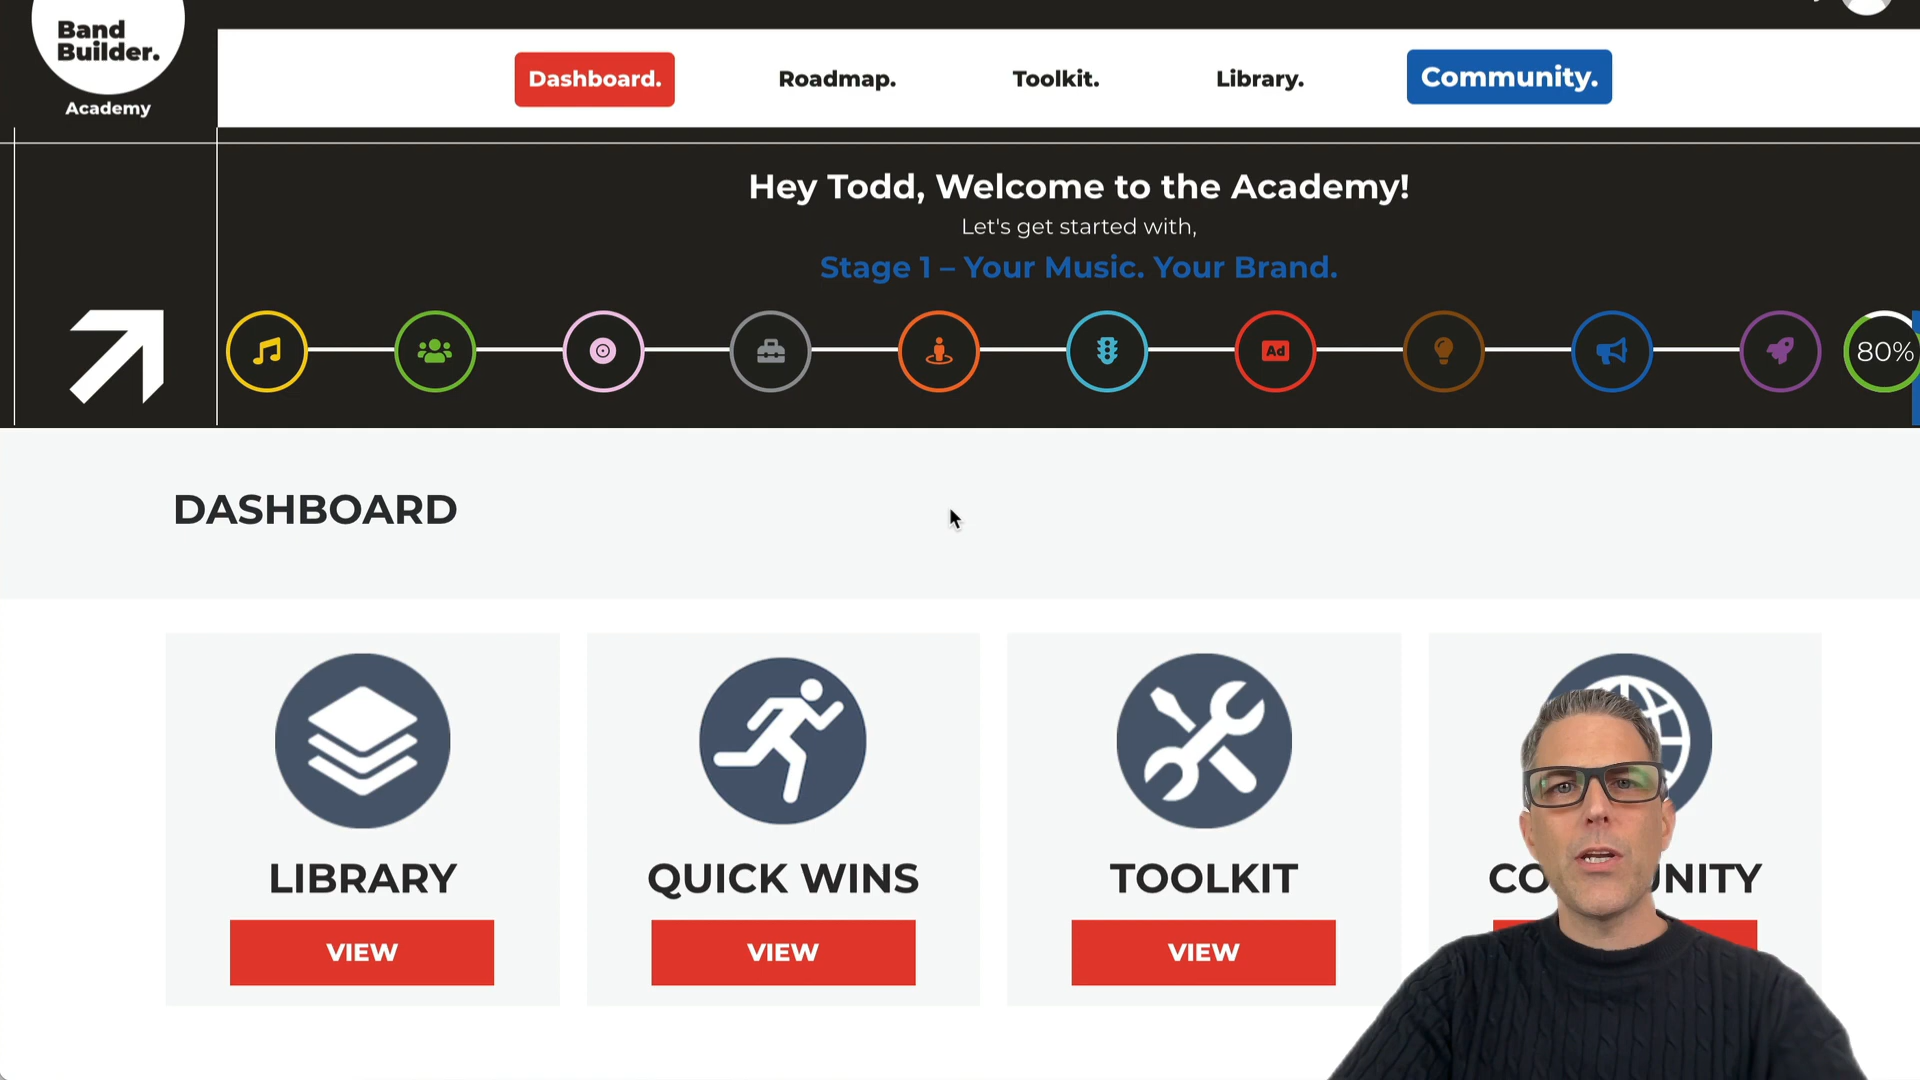 Band
Builder.
Academy
Dashboard.
Roadmap.
Toolkit.
Library.
Community.
Hey Todd, Welcome to the Academy!
Let's get started with,
Stage 1 – Your Music. Your Brand.
Ad
80%
DASHBOARD
LIBRARY
QUICK WINS
TOOLKIT
VIEW
VIEW
VIEW